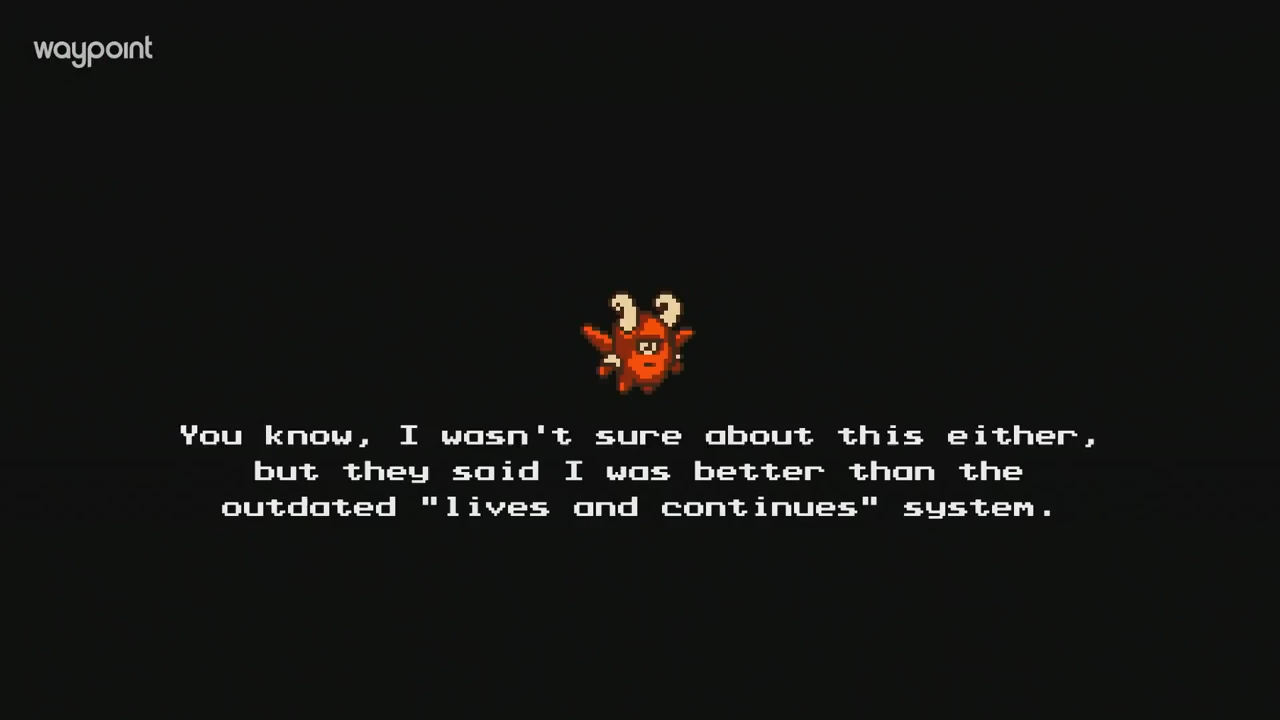 waypoint
You know, I wasn't sure about this either,
but they said I was better than the
outdated "lives and continues" system.